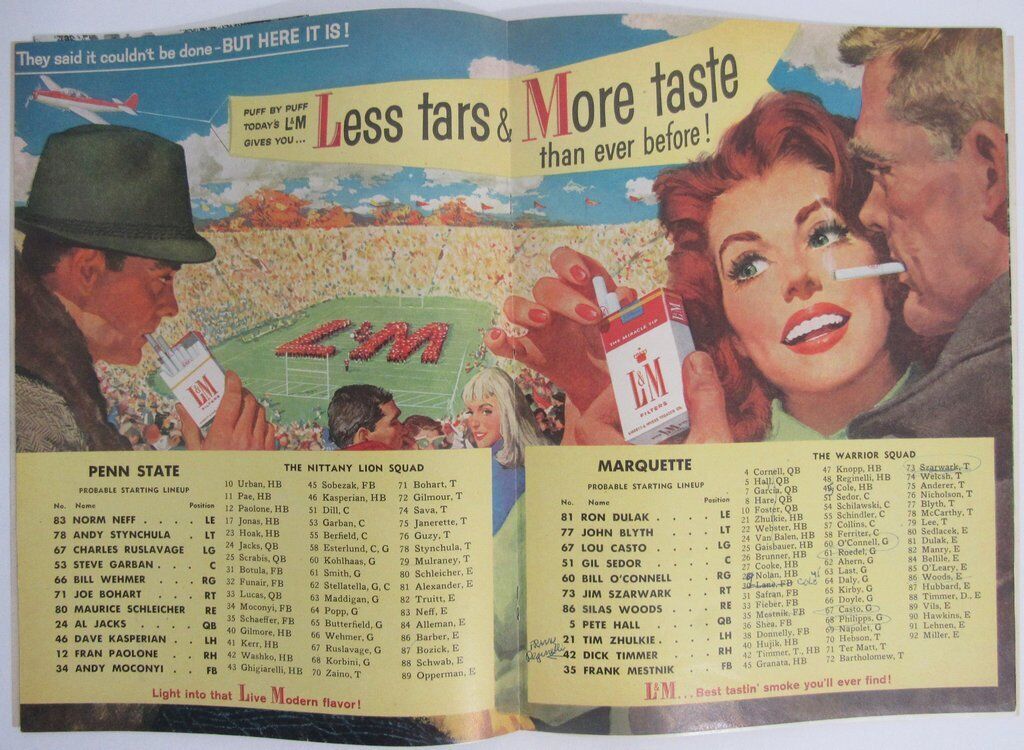 They said it couldn't be done - BUT HERE IT IS!
PUFF BY PUFF
TODAY'S L&M
GIVES YOU...
Less tars & More taste
than ever before!
L&M
L&M
FILTERS
THE MIRACLE TIP
L&M
L&M
FILTERS
LIGGETT & MYERS TOBACCO CO.
L&M
PENN STATE
PROBABLE STARTING LINEUP
No. Name Position
83 NORM NEFF . . . . LE
78 ANDY STYNCHULA . LT
67 CHARLES RUSLAVAGE LG
53 STEVE GARBAN . . C
66 BILL WEHMER . . . RG
71 JOE BOHART . . . RT
80 MAURICE SCHLEICHER RE
24 AL JACKS . . . . QB
46 DAVE KASPERIAN . LH
12 FRAN PAOLONE . . RH
34 ANDY MOCONYI . . FB
THE NITTANY LION SQUAD
10 Urban, HB
11 Pae, HB
12 Paolone, HB
17 Jonas, HB
23 Hoak, HB
24 Jacks, QB
25 Scrabis, QB
31 Botula, FB
32 Funair, FB
33 Lucas, QB
34 Moconyi, FB
35 Schaeffer, FB
40 Gilmore, HB
41 Kerr, HB
42 Washko, HB
43 Ghigiarelli, HB
45 Sobezak, FB
46 Kasperian, HB
51 Dill, C
53 Garban, C
55 Berfield, C
58 Esterlund, C, G
60 Kohlhaas, G
61 Smith, G
62 Stellatella, G, C
63 Maddigan, G
64 Popp, G
65 Butterfield, G
66 Wehmer, G
67 Ruslavage, G
68 Korbini, G
70 Zaino, T
71 Bohart, T
72 Gilmour, T
74 Sava, T
75 Janerette, T
76 Guzy, T
78 Stynchula, T
79 Mulraney, T
80 Schleicher, E
81 Alexander, E
82 Truitt, E
83 Neff, E
84 Alleman, E
86 Barber, E
87 Bozick, E
88 Schwab, E
89 Opperman, E
Light into that Live Modern flavor!
MARQUETTE
PROBABLE STARTING LINEUP
No. Name Position
81 RON DULAK . . . . LE
77 JOHN BLYTH . . . LT
67 LOU CASTO . . . . LG
51 GIL SEDOR . . . . C
60 BILL O'CONNELL . . RG
73 JIM SZARWARK . . . RT
86 SILAS WOODS . . . RE
5 PETE HALL . . . . QB
21 TIM ZHULKIE . . . LH
42 DICK TIMMER . . . RH
35 FRANK MESTNIK . . FB
THE WARRIOR SQUAD
4 Cornell, QB
5 Hall, QB
7 Garcia, QB
8 Hare, QB
10 Foster, QB
21 Zhulkie, HB
22 Webster, HB
24 Van Balen, HB
25 Gaisbauer, HB
26 Brunner, HB
27 Cooke, HB
Nolan, HB
30 Lane, FB COLE
31 Safran, FB
33 Fieber, FB
35 Mestnik, FB
36 Shea, FB
38 Donnelly, FB
40 Hujik, HB
42 Timmer, T., HB
45 Granata, HB
47 Knopp, HB
48 Reginelli, HB
Cole, HB
51 Sedor, C
54 Schilawski, C
55 Schindler, C
57 Collins, C
58 Ferriter, C
60 O'Connell, G
61 Roedel, G
62 Ahern, G
63 Last, G
64 Daly, G
65 Kirby, G
66 Doyle, G
67 Casto, G
68 Philipps, G
69 Napolet, G
70 Hebson, T
71 Ter Matt, T
72 Bartholomew, T
73 Szarwark, T
74 Welcsh, T
75 Anderer, T
76 Nicholson, T
77 Blyth, T
78 McCarthy, T
79 Lee, T
80 Sedlacek, E
81 Dulak, E
82 Manry, E
84 Bellile, E
85 O'Leary, E
86 Woods, E
87 Hubbard, E
88 Timmer, D., E
89 Vils, E
90 Hawkins, E
91 Lehnen, E
92 Miller, E
L&M...Best tastin' smoke you'll ever find!